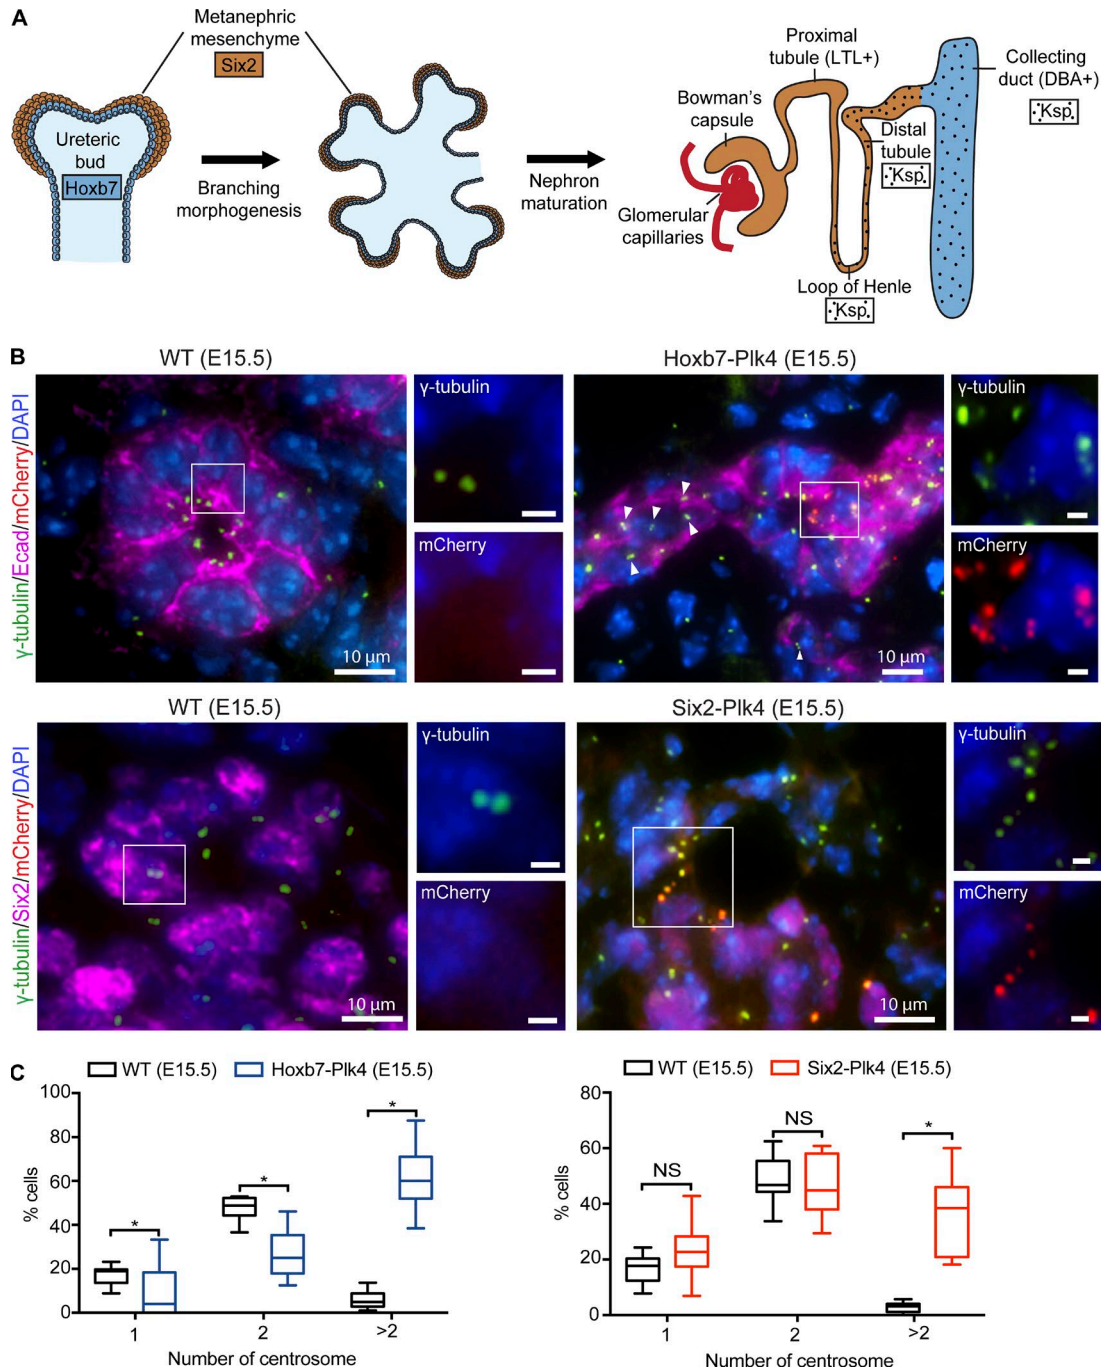 A
Metanephric
mesenchyme
Six2
Ureteric
bud
Hoxb7
Branching
morphogenesis
Nephron
maturation
Proximal
tubule (LTL+)
Bowman's
capsule
Glomerular
capillaries
Collecting
duct (DBA+)
Ksp
Distal
tubule
Ksp
Loop of Henle
Ksp
B
WT (E15.5)
Hoxb7-Plk4 (E15.5)
γ-tubulin/Ecad/mCherry/DAPI
10 µm
γ-tubulin
mCherry
10 µm
γ-tubulin
mCherry
WT (E15.5)
Six2-Plk4 (E15.5)
γ-tubulin/Six2/mCherry/DAPI
10 µm
γ-tubulin
mCherry
10 µm
γ-tubulin
mCherry
C
WT (E15.5) Hoxb7-Plk4 (E15.5)
% cells
100
80
60
40
20
0
*
*
*
1 2 >2
Number of centrosome
WT (E15.5) Six2-Plk4 (E15.5)
% cells
80
60
40
20
0
NS
NS
*
1 2 >2
Number of centrosome